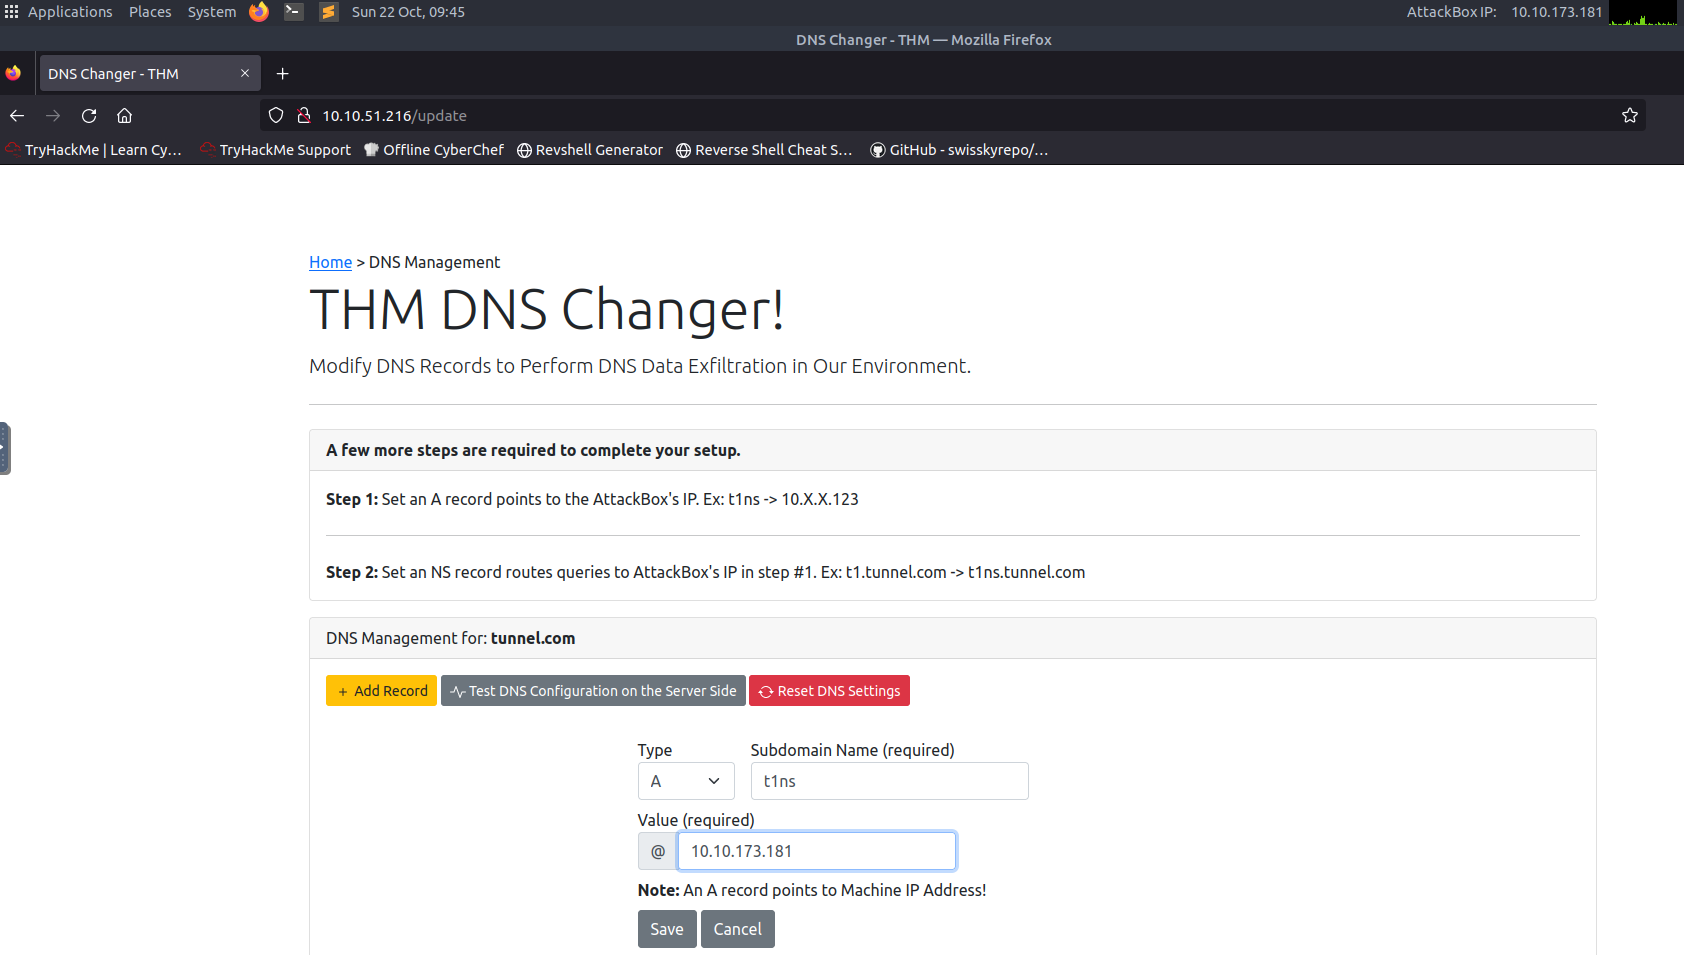 Applications Places System Sun 22 Oct, 09:45 AttackBox IP: 10.10.173.181
DNS Changer - THM — Mozilla Firefox
DNS Changer - THM
10.10.51.216/update
TryHackMe | Learn Cy… TryHackMe Support Offline CyberChef Revshell Generator Reverse Shell Cheat S… GitHub - swisskyrepo/…
Home > DNS Management
THM DNS Changer!
Modify DNS Records to Perform DNS Data Exfiltration in Our Environment.
A few more steps are required to complete your setup.
Step 1: Set an A record points to the AttackBox's IP. Ex: t1ns -> 10.X.X.123
Step 2: Set an NS record routes queries to AttackBox's IP in step #1. Ex: t1.tunnel.com -> t1ns.tunnel.com
DNS Management for: tunnel.com
+ Add Record Test DNS Configuration on the Server Side Reset DNS Settings
Type Subdomain Name (required)
A t1ns
Value (required)
@ 10.10.173.181
Note: An A record points to Machine IP Address!
Save Cancel